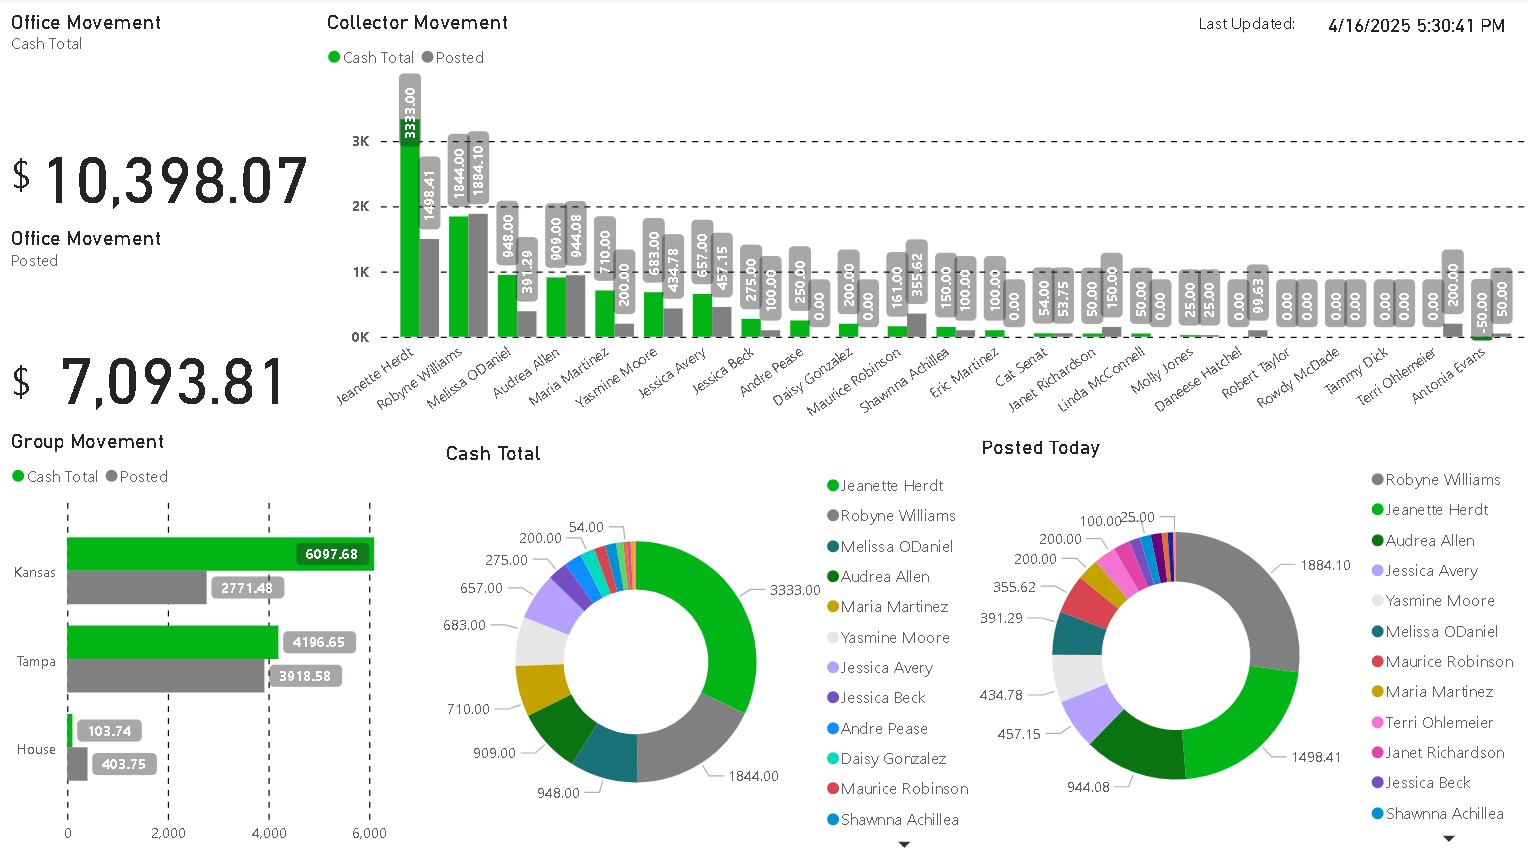 Office Movement
Cash Total
$ 10,398.07
Office Movement
Posted
$ 7,093.81
Collector Movement
Cash Total Posted
Last Updated: 4/16/2025 5:30:41 PM
3K
2K
1K
0K
3333.00
1498.41
1844.00
1884.10
948.00
391.29
909.00
944.08
710.00
200.00
683.00
434.78
657.00
457.15
275.00
100.00
250.00
0.00
200.00
0.00
161.00
355.62
150.00
100.00
100.00
0.00
54.00
53.75
50.00
150.00
50.00
0.00
25.00
25.00
0.00
99.63
0.00
0.00
0.00
0.00
0.00
0.00
0.00
200.00
-50.00
50.00
Jeanette Herdt
Robyne Williams
Melissa ODaniel
Audrea Allen
Maria Martinez
Yasmine Moore
Jessica Avery
Jessica Beck
Andre Pease
Daisy Gonzalez
Maurice Robinson
Shawnna Achillea
Eric Martinez
Cat Senat
Janet Richardson
Linda McConnell
Molly Jones
Daneese Hatchel
Robert Taylor
Rowdy McDade
Tammy Dick
Terri Ohlemeier
Antonia Evans
Group Movement
Cash Total Posted
Kansas
6097.68
2771.48
Tampa
4196.65
3918.58
House
103.74
403.75
0 2,000 4,000 6,000
Cash Total
54.00
200.00
275.00
657.00
683.00
710.00
909.00
948.00
1844.00
3333.00
Jeanette Herdt
Robyne Williams
Melissa ODaniel
Audrea Allen
Maria Martinez
Yasmine Moore
Jessica Avery
Jessica Beck
Andre Pease
Daisy Gonzalez
Maurice Robinson
Shawnna Achillea
Posted Today
25.00
100.00
200.00
200.00
355.62
391.29
434.78
457.15
944.08
1498.41
1884.10
Robyne Williams
Jeanette Herdt
Audrea Allen
Jessica Avery
Yasmine Moore
Melissa ODaniel
Maurice Robinson
Maria Martinez
Terri Ohlemeier
Janet Richardson
Jessica Beck
Shawnna Achillea